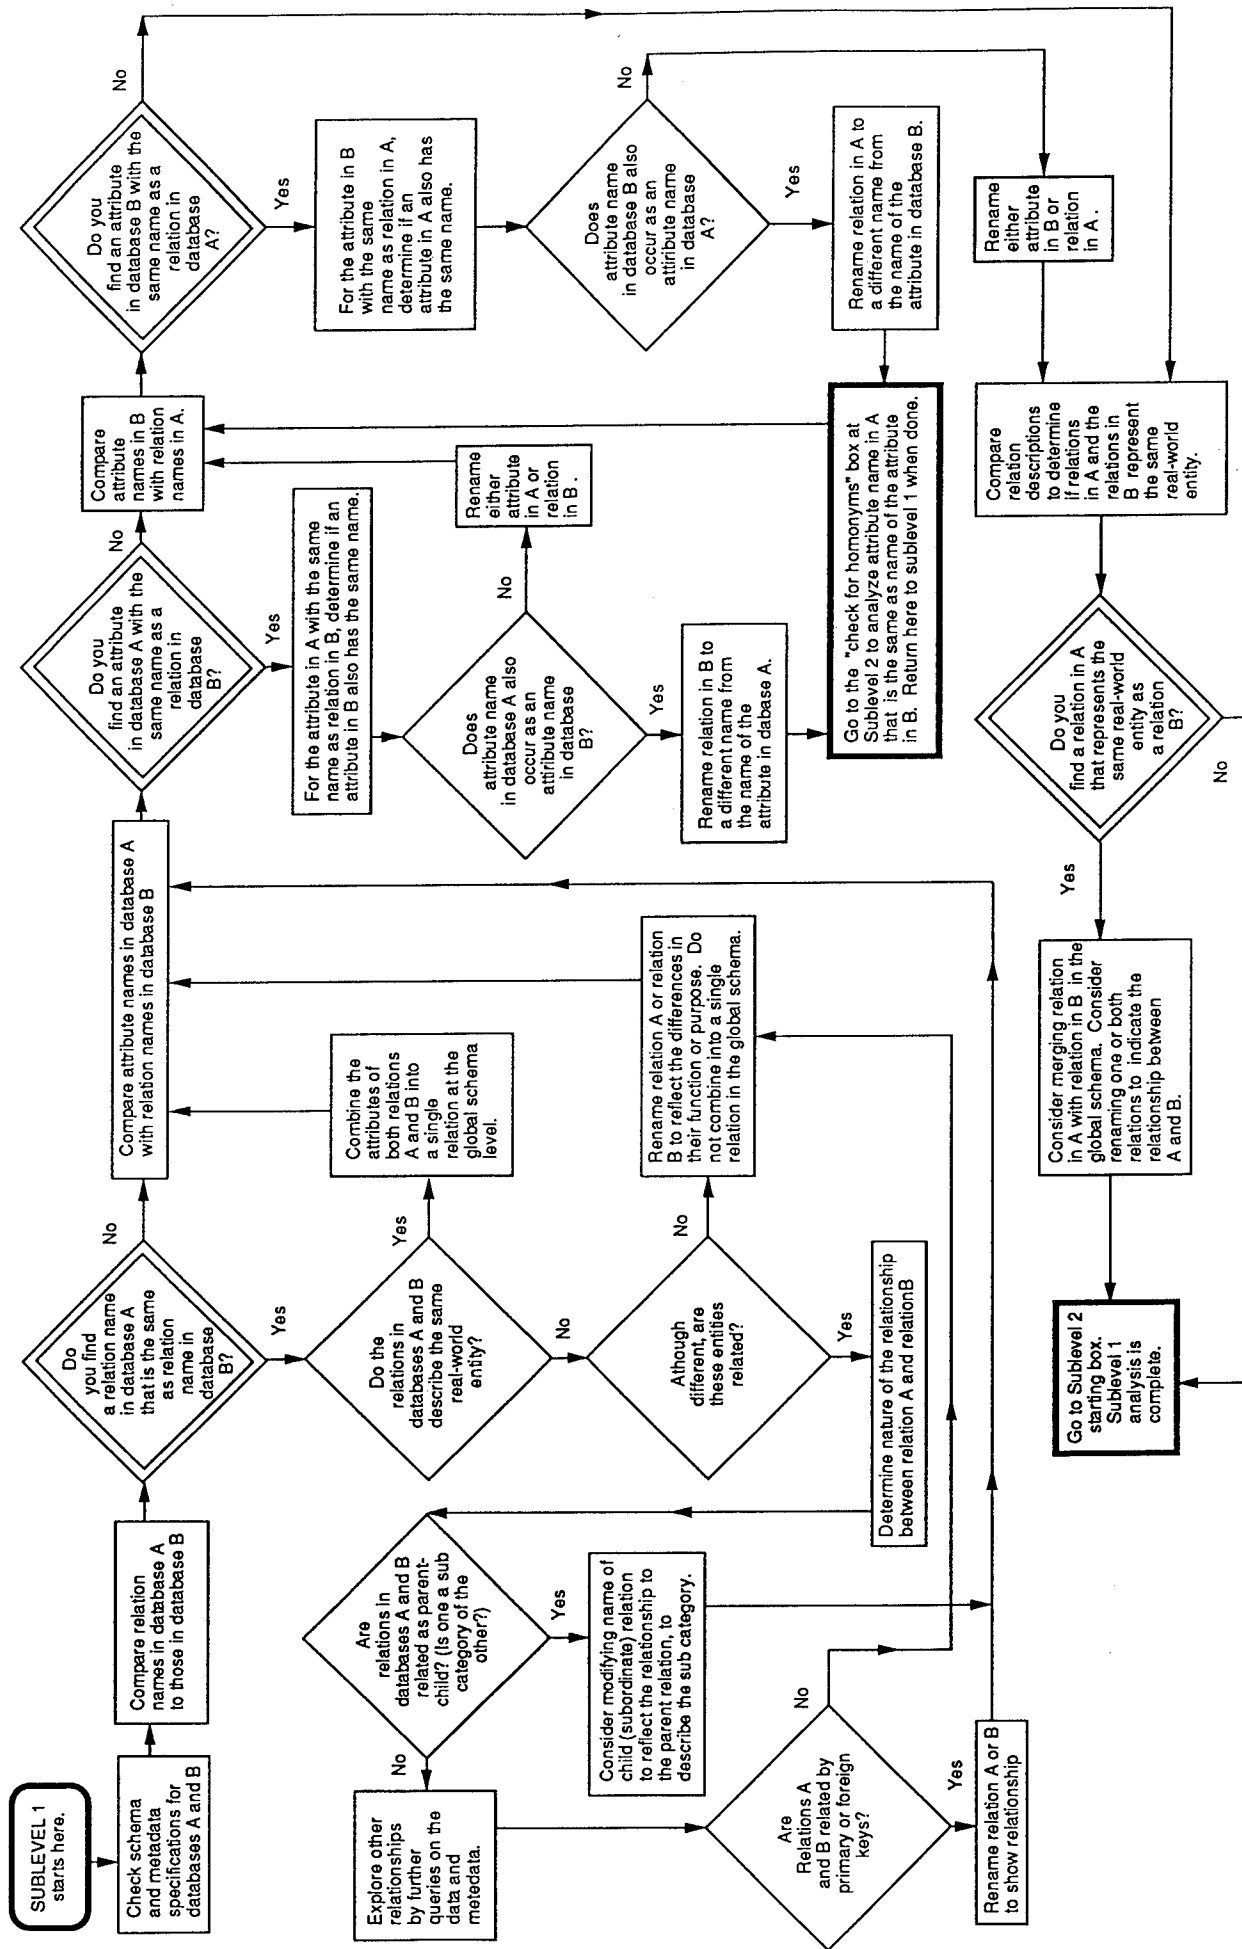 SUBLEVEL 1
starts here.
Check schema
and metadata
specifications for
databases A and B
Compare relation
names in database A
to those in database B
Do
you find
a relation name
in database A
that is the same
as relation
name in
database
B?
No
Yes
Compare attribute names in database A
with relation names in database B
Do you
find an attribute
in database A with the
same name as a
relation in
database
B?
No
Yes
Compare
attribute
names in B
with relation
names in A.
Do you
find an attribute
in database B with the
same name as a
relation in
database
A?
No
Yes
Do the
relations in
databases A and B
describe the same
real-world
entity?
Yes
No
Combine the
attributes of
both relations
A and B into
a single
relation at the
global schema
level.
For the attribute in A with the same
name as relation in B, determine if an
attribute in B also has the same name.
For the attribute in B
with the same
name as relation in A,
determine if an
attribute in A also has
the same name.
Does
attribute name
in database A also
occur as an
attribute name
in database
B?
No
Yes
Rename
either
attribute
in A or
relation
in B .
Does
attribute name
in database B also
occur as an
attiribute name
in database
A?
No
Yes
Although
different, are
these entities
related?
No
Yes
Rename relation A or relation
B to reflect the differences in
their function or purpose. Do
not combine into a single
relation in the global schema.
Rename relation in B to
a different name from
the name of the
attribute in dabase A.
Rename relation in A to
a different name from
the name of the
attribute in database B.
Go to the "check for homonyms" box at
Sublevel 2 to analyze attribute name in A
that is the same as name of the attribute
in B. Return here to sublevel 1 when done.
Determine nature of the relationship
between relation A and relationB
Are
relations in
databases A and B
related as parent-
child? (Is one a sub
category of the
other?)
No
Yes
Explore other
relationships
by further
queries on the
data and
metedata.
Consider modifying name of
child (subordinate) relation
to reflect the relationship to
the parent relation, to
describe the sub category.
Are
Relations A
and B related by
primary or foreign
keys?
No
Yes
Rename relation A or B
to show relationship
Rename
either
attribute
in B or
relation
in A .
Compare
relation
descriptions
to determine
if relations
in A and the
relations in
B represent
the same
real-world
entity.
Do you
find a relation in A
that represents the
same real-world
entity as
a relation
B?
Yes
No
Consider merging relation
in A with relation in B in the
global schema. Consider
renaming one or both
relations to indicate the
relationship between
A and B.
Go to Sublevel 2
starting box.
Sublevel 1
analysis is
complete.